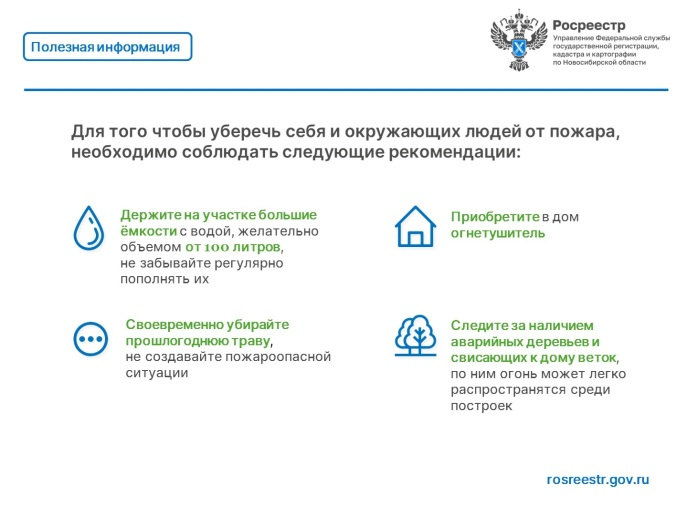 Полезная информация
Росреестр
Управление Федеральной службы
государственной регистрации,
кадастра и картографии
по Новосибирской области
Для того чтобы уберечь себя и окружающих людей от пожара,
необходимо соблюдать следующие рекомендации:
Держите на участке большие
ёмкости с водой, желательно
объемом от 100 литров,
не забывайте регулярно
пополнять их
Приобретите в дом
огнетушитель
Своевременно убирайте
прошлогоднюю траву,
не создавайте пожароопасной
ситуации
Следите за наличием
аварийных деревьев и
свисающих к дому веток,
по ним огонь может легко
распространятся среди
построек
rosreestr.gov.ru